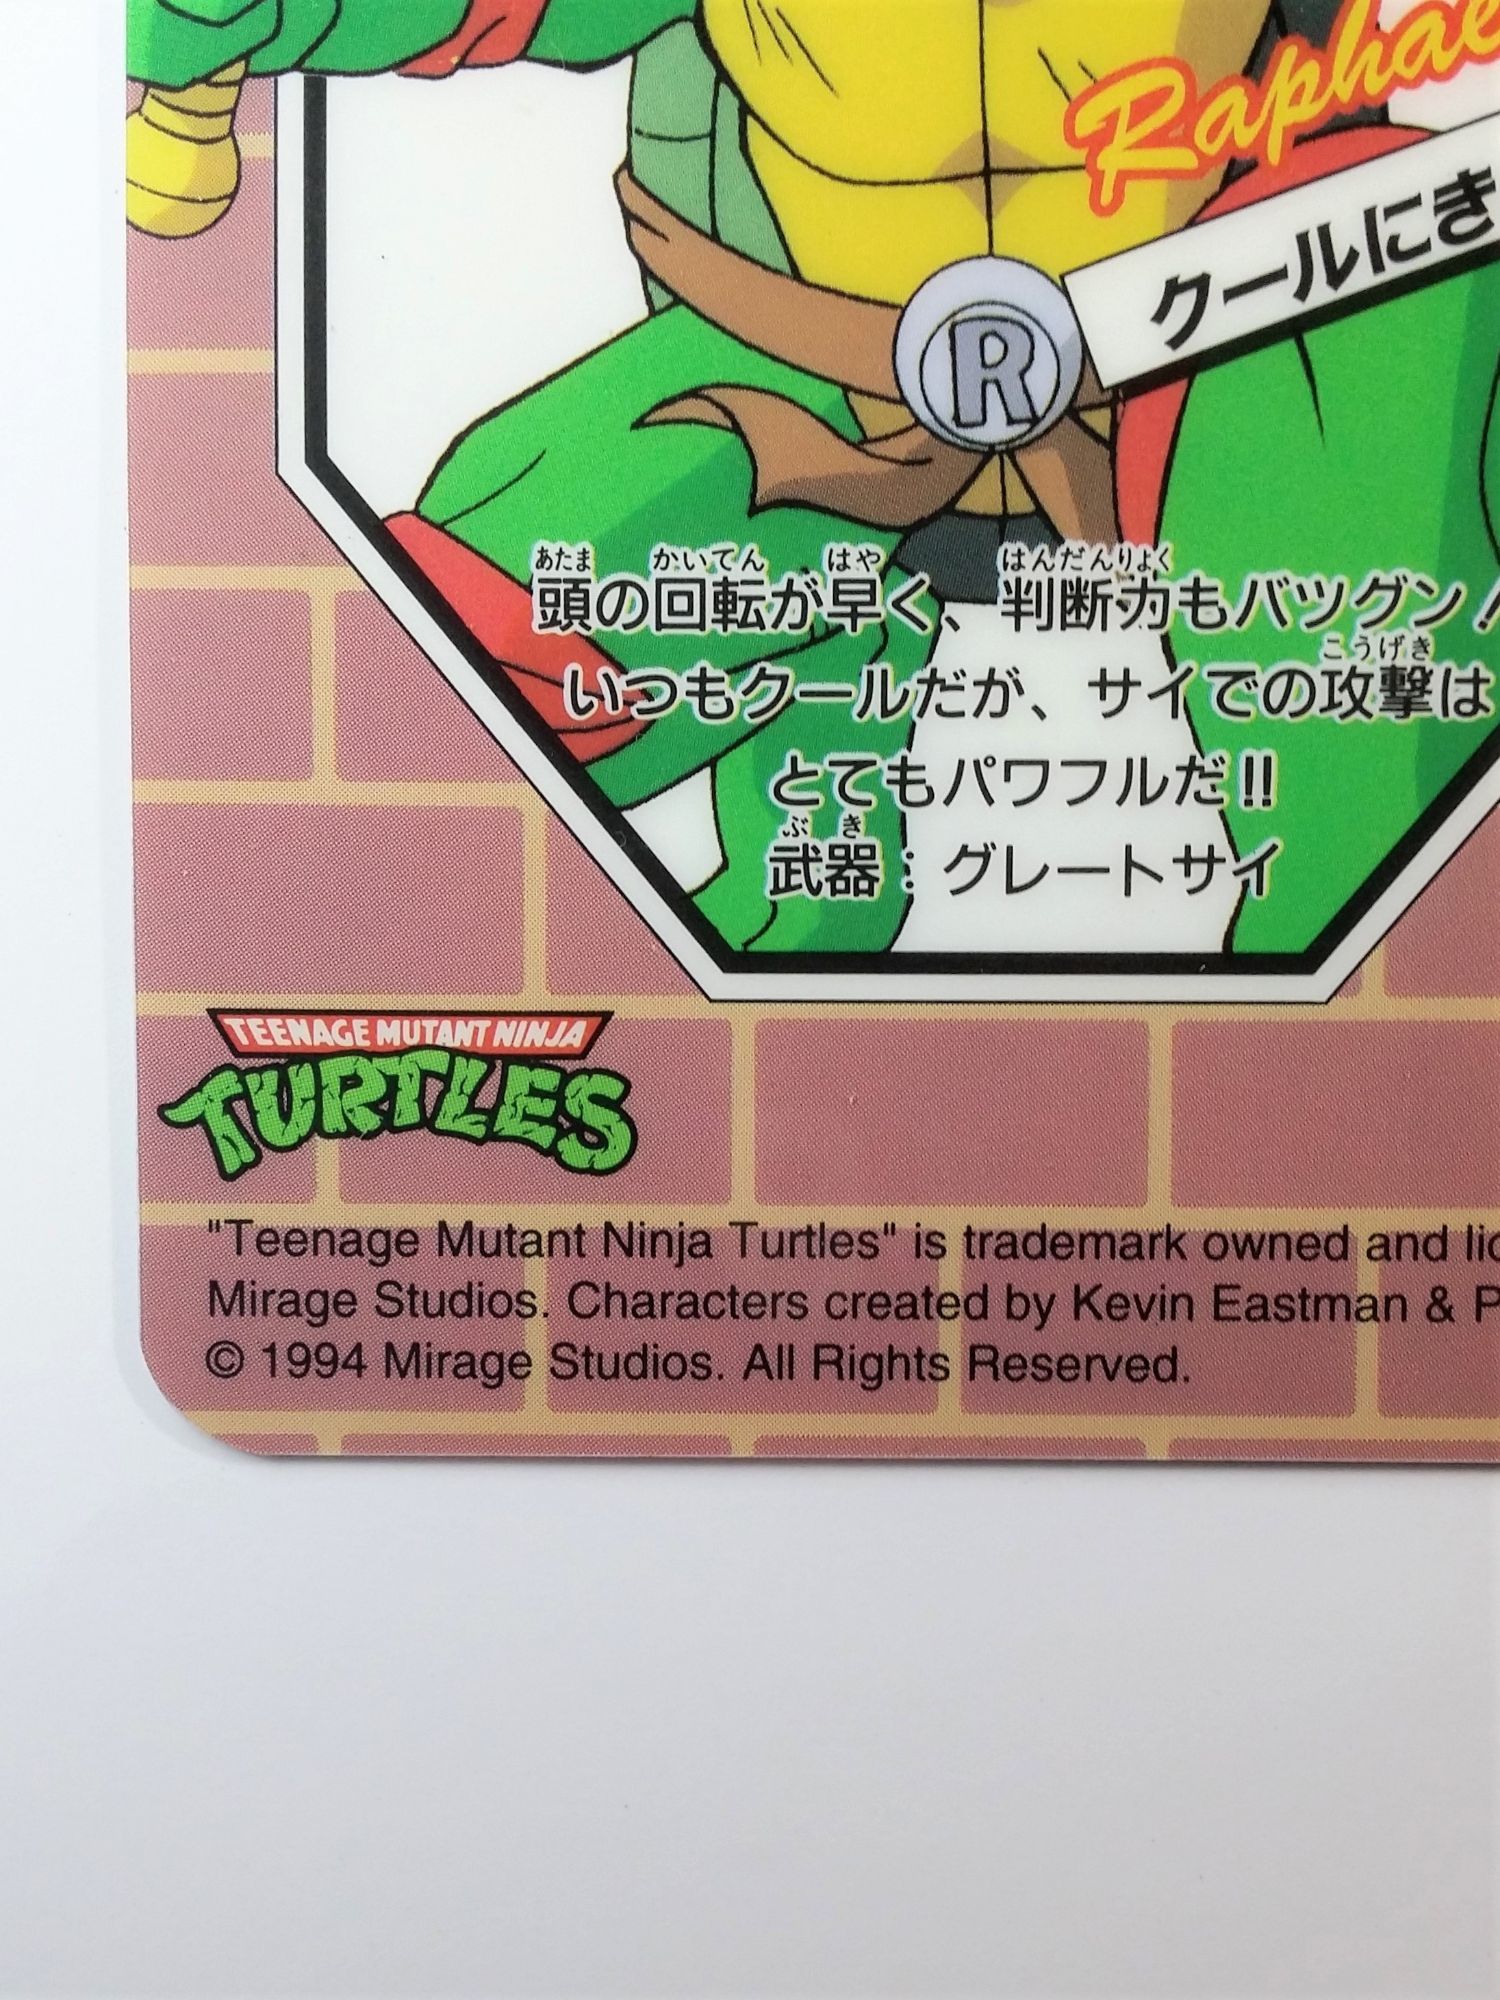 Raphae
クールにき
R
頭の回転が早く、判断力もバツグン!
いつもクールだが、サイでの攻撃は
とてもパワフルだ!!
武器:グレートサイ
TEENAGE MUTANT NINJA
TURTLES
"Teenage Mutant Ninja Turtles" is trademark owned and lic
Mirage Studios. Characters created by Kevin Eastman & P
© 1994 Mirage Studios. All Rights Reserved.